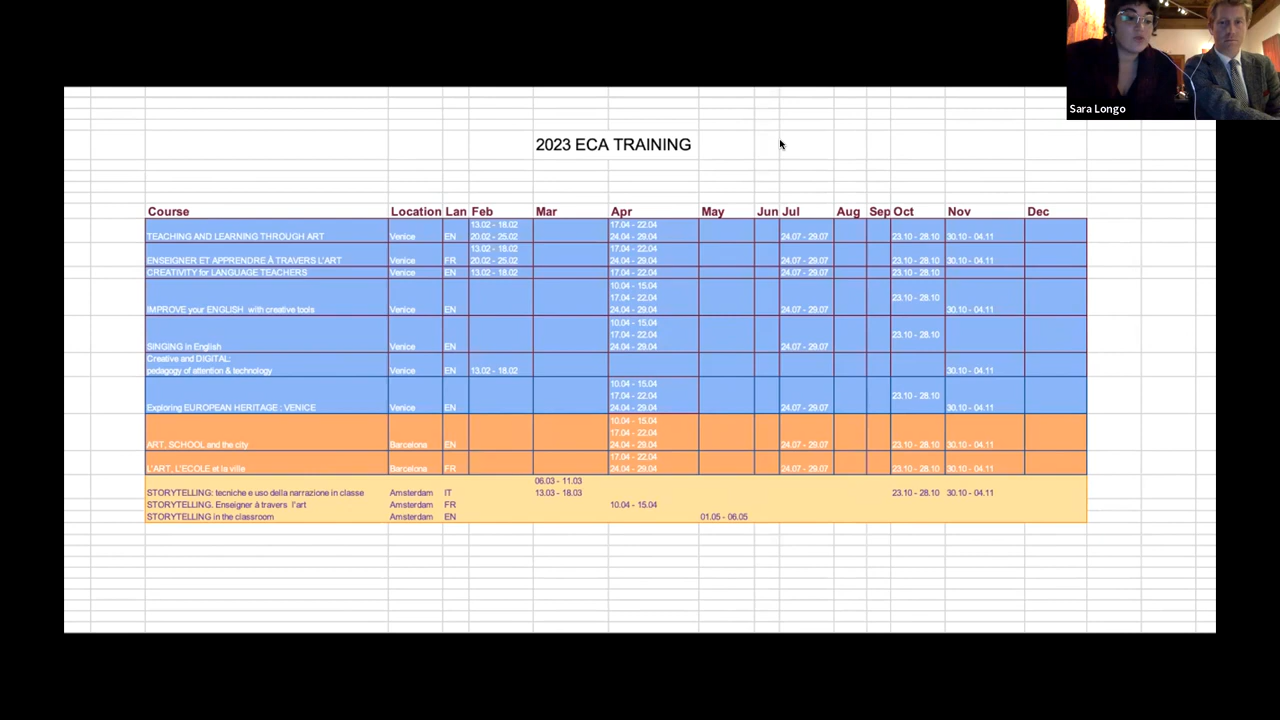 Sara Longo
2023 ECA TRAINING
Course Location Lan Feb Mar Apr May Jun Jul Aug Sep Oct Nov Dec
13.02 - 18.02 17.04 - 22.04
TEACHING AND LEARNING THROUGH ART Venice EN 20.02 - 25.02 24.04 - 29.04 24.07 - 29.07 23.10 - 28.10 30.10 - 04.11
13.02 - 18.02 17.04 - 22.04
ENSEIGNER ET APPRENDRE À TRAVERS L'ART Venice FR 20.02 - 25.02 24.04 - 29.04 24.07 - 29.07 23.10 - 28.10 30.10 - 04.11
CREATIVITY for LANGUAGE TEACHERS Venice EN 13.02 - 18.02 17.04 - 22.04 24.07 - 29.07 23.10 - 28.10
10.04 - 15.04
17.04 - 22.04 23.10 - 28.10
IMPROVE your ENGLISH with creative tools Venice EN 24.04 - 29.04 24.07 - 29.07 30.10 - 04.11
10.04 - 15.04
17.04 - 22.04 23.10 - 28.10
SINGING in English Venice EN 24.04 - 29.04 24.07 - 29.07
Creative and DIGITAL:
pedagogy of attention & technology Venice EN 13.02 - 18.02 30.10 - 04.11
10.04 - 15.04
17.04 - 22.04 23.10 - 28.10
Exploring EUROPEAN HERITAGE : VENICE Venice EN 24.04 - 29.04 24.07 - 29.07 30.10 - 04.11
10.04 - 15.04
17.04 - 22.04
ART, SCHOOL and the city Barcelona EN 24.04 - 29.04 24.07 - 29.07 23.10 - 28.10 30.10 - 04.11
17.04 - 22.04
L'ART, L'ECOLE et la ville Barcelona FR 24.04 - 29.04 24.07 - 29.07 23.10 - 28.10 30.10 - 04.11
06.03 - 11.03
STORYTELLING: tecniche e uso della narrazione in classe Amsterdam IT 13.03 - 18.03 23.10 - 28.10 30.10 - 04.11
STORYTELLING. Enseigner à travers l'art Amsterdam FR 10.04 - 15.04
STORYTELLING in the classroom Amsterdam EN 01.05 - 06.05